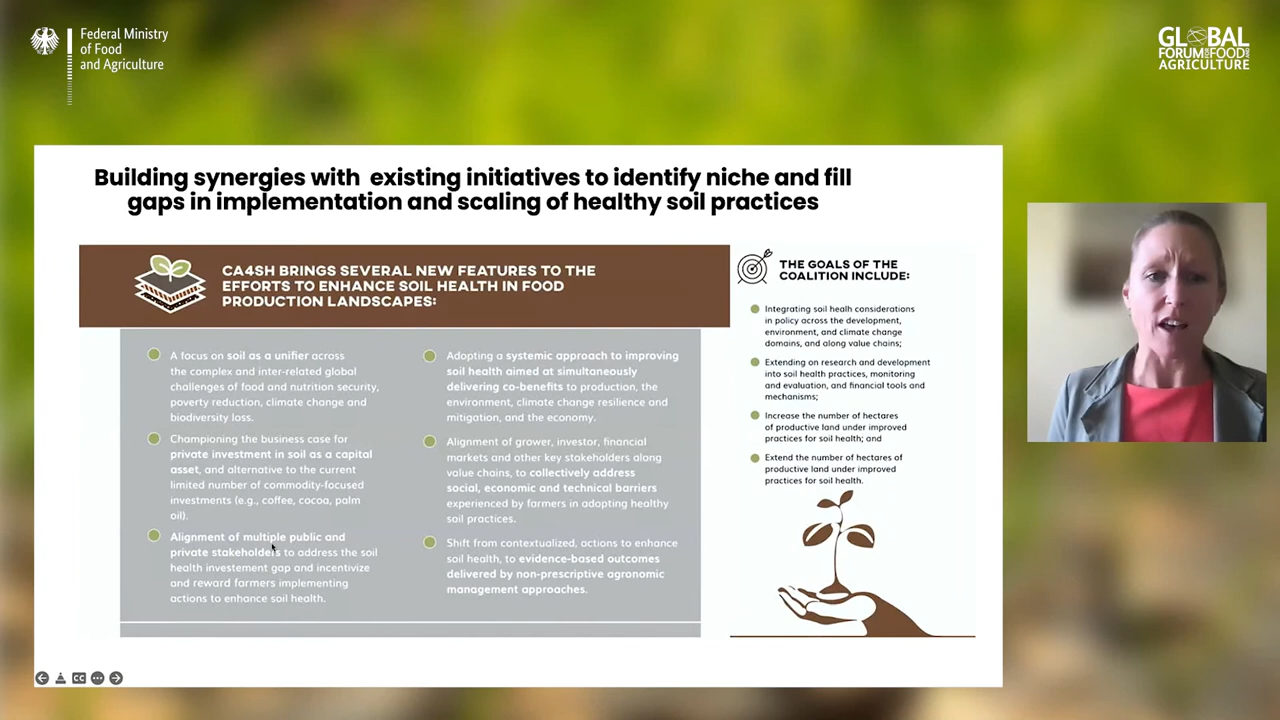 Federal Ministry
of Food
and Agriculture
GLOBAL
FORUM FOR FOOD AND
AGRICULTURE
Building synergies with existing initiatives to identify niche and fill
gaps in implementation and scaling of healthy soil practices
CA4SH BRINGS SEVERAL NEW FEATURES TO THE
EFFORTS TO ENHANCE SOIL HEALTH IN FOOD
PRODUCTION LANDSCAPES:
A focus on soil as a unifier across
the complex and inter-related global
challenges of food and nutrition security,
poverty reduction, climate change and
biodiversity loss.
Championing the business case for
private investment in soil as a capital
asset, and alternative to the current
limited number of commodity-focused
investments (e.g., coffee, cocoa, palm
oil).
Alignment of multiple public and
private stakeholders to address the soil
health investement gap and incentivize
and reward farmers implementing
actions to enhance soil health.
Adopting a systemic approach to improving
soil health aimed at simultaneously
delivering co-benefits to production, the
environment, climate change resilience and
mitigation, and the economy.
Alignment of grower, investor, financial
markets and other key stakeholders along
value chains, to collectively address
social, economic and technical barriers
experienced by farmers in adopting healthy
soil practices.
Shift from contextualized, actions to enhance
soil health, to evidence-based outcomes
delivered by non-prescriptive agronomic
management approaches.
THE GOALS OF THE
COALITION INCLUDE:
Integrating soil healh considerations
in policy across the development,
environment, and climate change
domains, and along value chains;
Extending on research and development
into soil health practices, monitoring
and evaluation, and financial tools and
mechanisms;
Increase the number of hectares
of productive land under improved
practices for soil health; and
Extend the number of hectares of
productive land under improved
practices for soil health.
CC